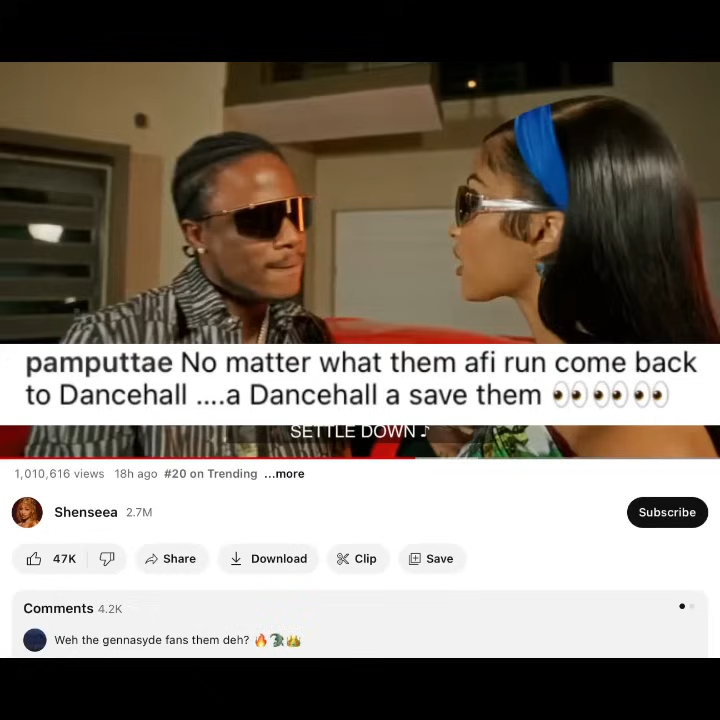 pamputtae No matter what them afi run come back
to Dancehall ....a Dancehall a save them 👀👀👀
SETTLE DOWN ♪
1,010,616 views 18h ago #20 on Trending ...more
Shenseea 2.7M
Subscribe
47K Share Download Clip Save
Comments 4.2K
Weh the gennasyde fans them deh? 🔥🐊👑